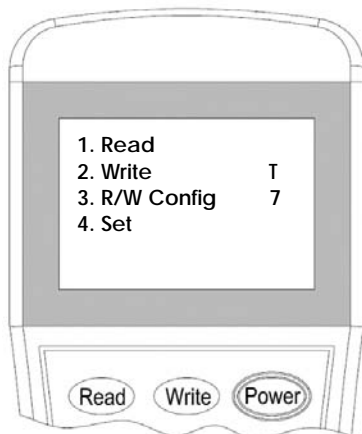 1. Read
2. Write T
3. R/W Config 7
4. Set
Read Write Power